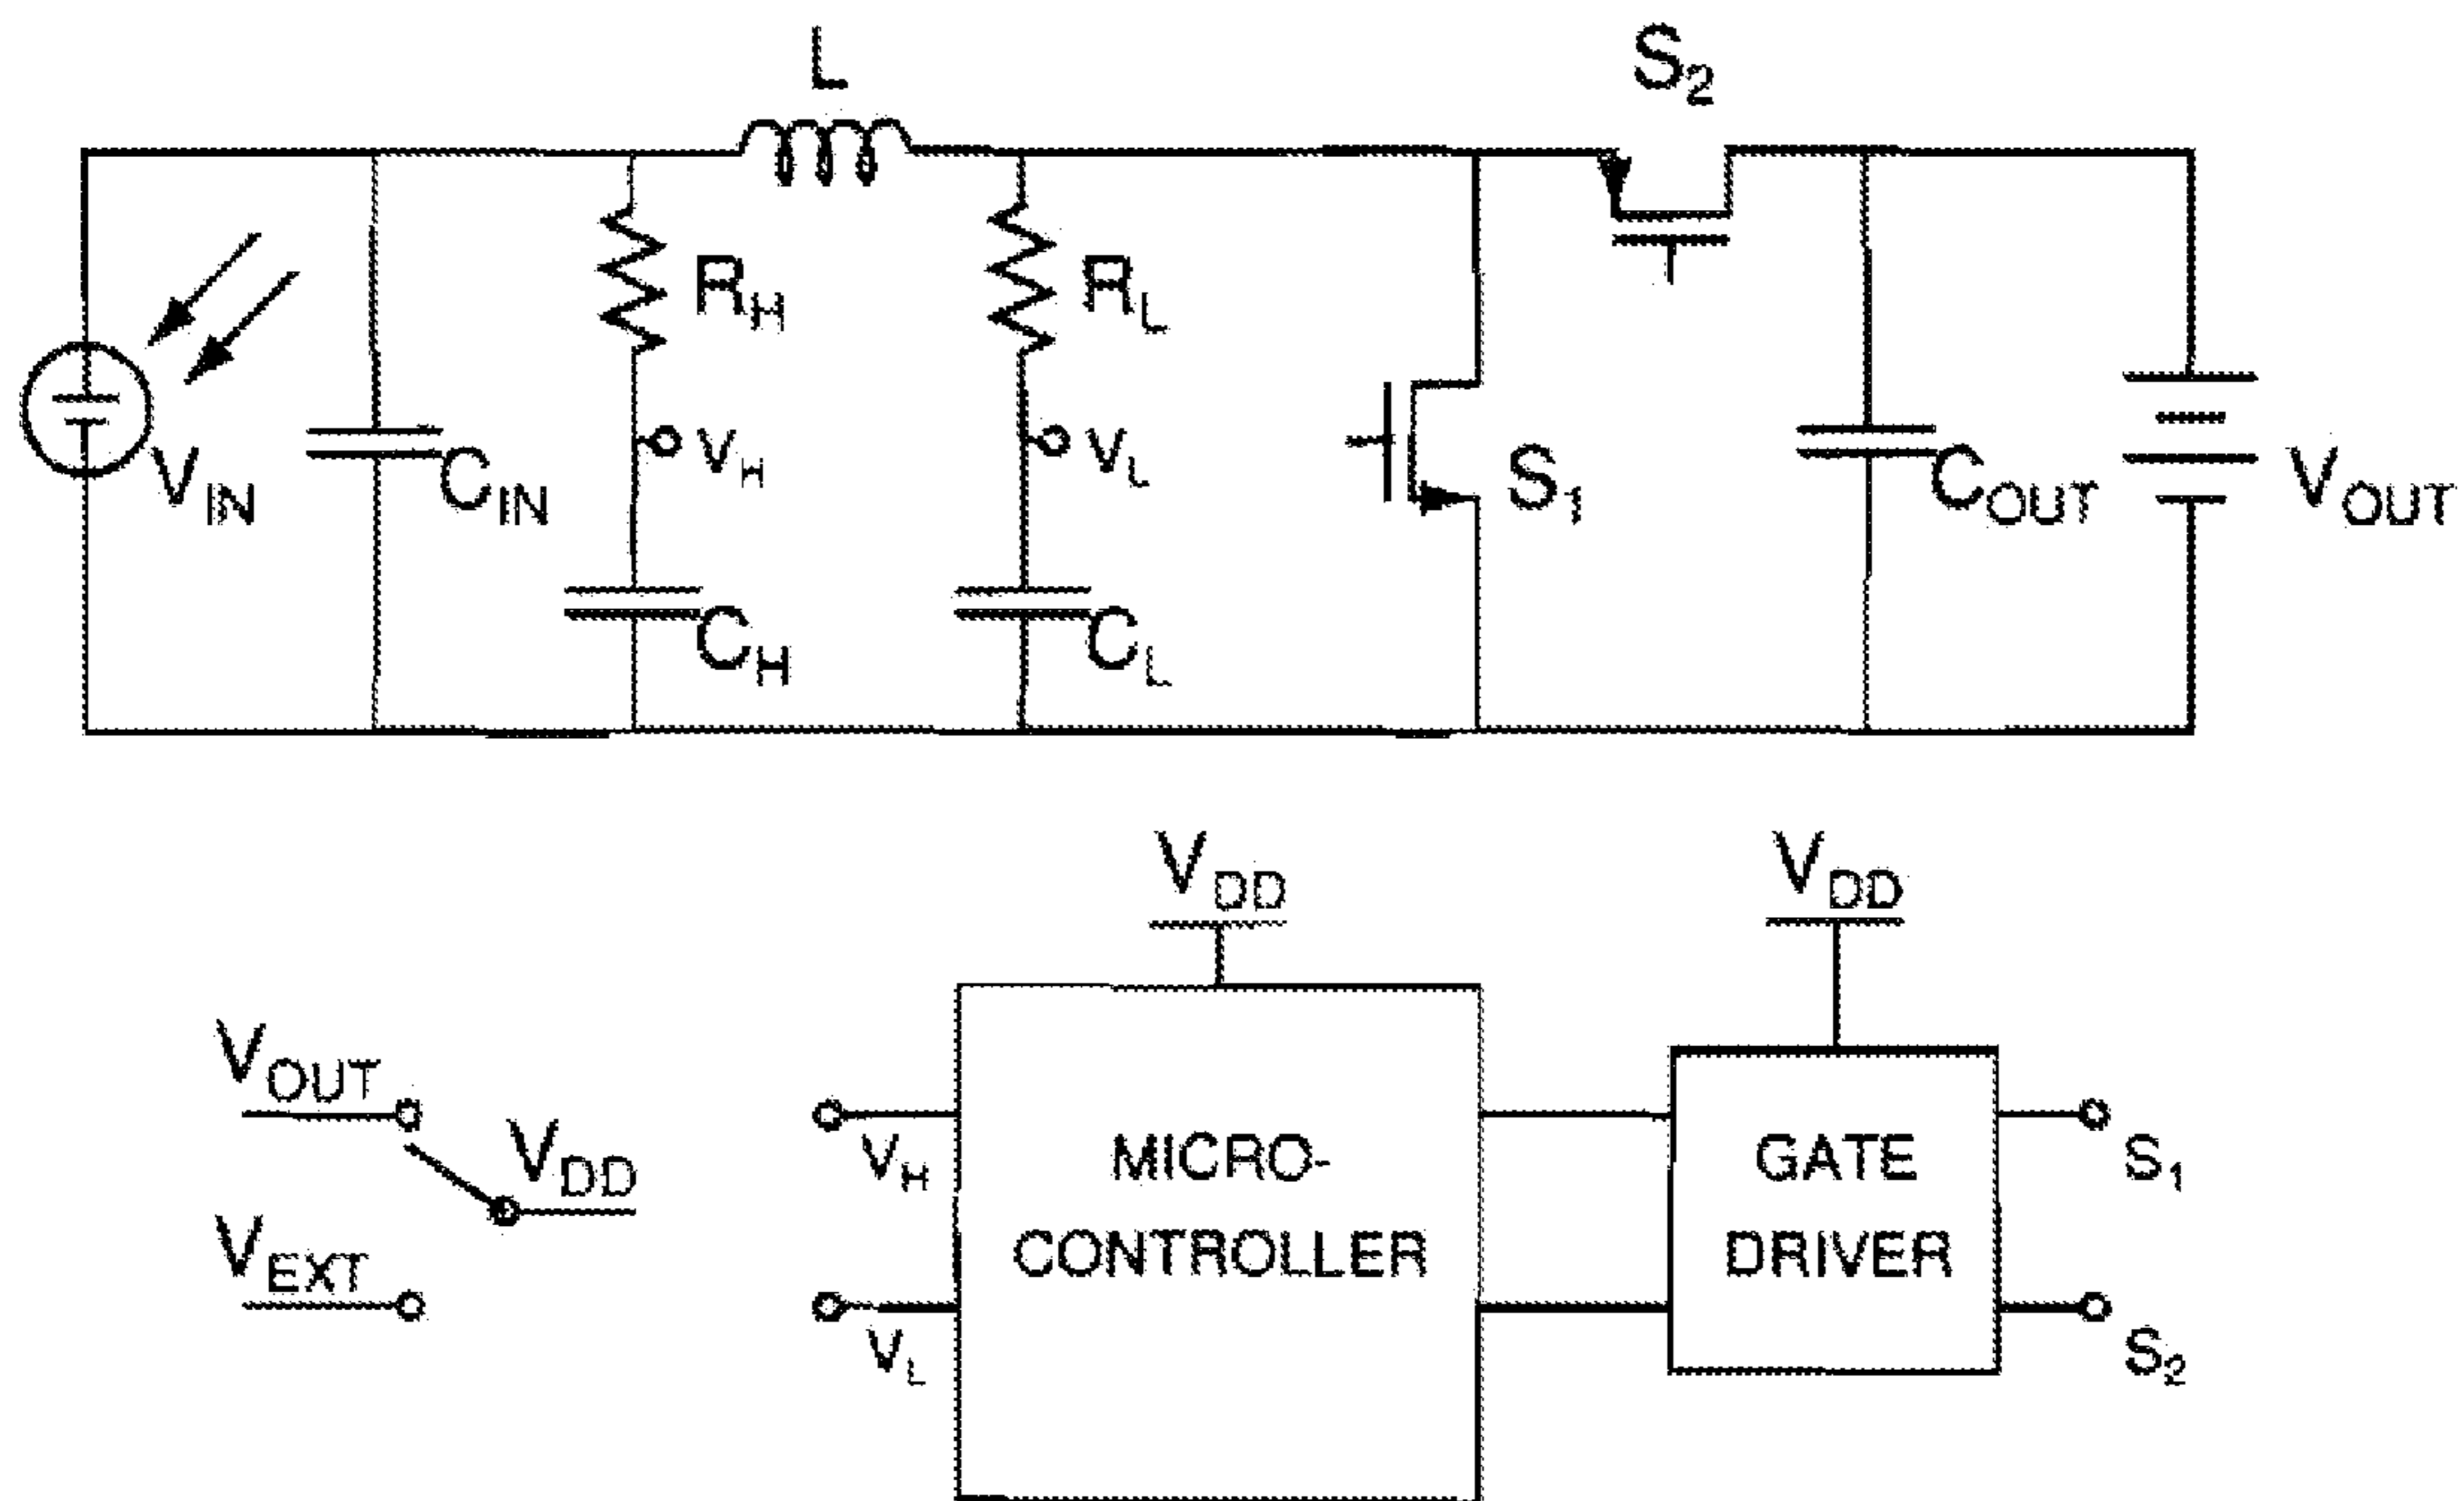 L
S2
RH
RL
VIN
CIN
VH
VL
S1
COUT
VOUT
CH
CL
VDD
VDD
VOUT
VDD
VEXT
VH
VL
MICRO-
CONTROLLER
GATE
DRIVER
S1
S2